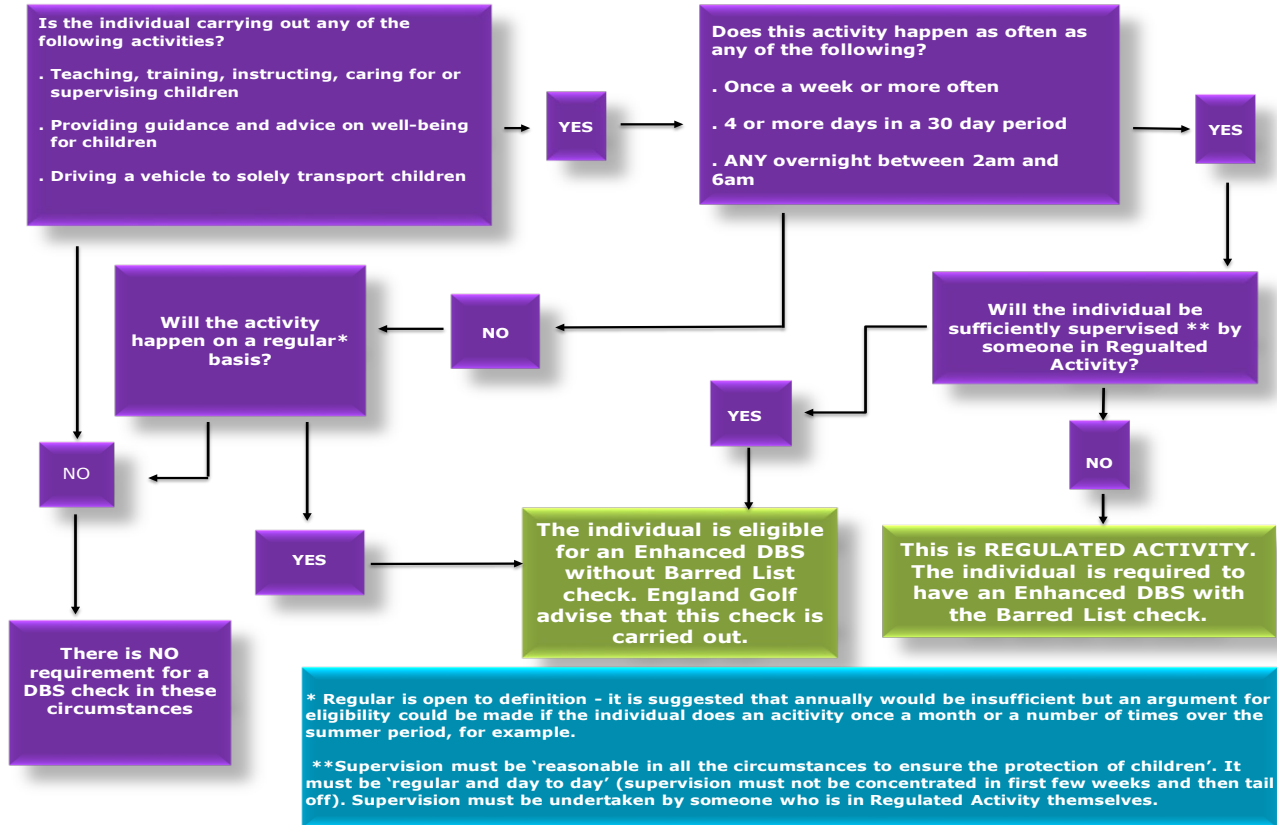 Is the individual carrying out any of the
following activities?
. Teaching, training, instructing, caring for or
supervising children
. Providing guidance and advice on well-being
for children
. Driving a vehicle to solely transport children
YES
Does this activity happen as often as
any of the following?
. Once a week or more often
. 4 or more days in a 30 day period
. ANY overnight between 2am and
6am
YES
Will the activity
happen on a regular*
basis?
NO
Will the individual be
sufficiently supervised ** by
someone in Regualted
Activity?
YES
NO
NO
YES
The individual is eligible
for an Enhanced DBS
without Barred List
check. England Golf
advise that this check is
carried out.
This is REGULATED ACTIVITY.
The individual is required to
have an Enhanced DBS with
the Barred List check.
There is NO
requirement for a
DBS check in these
circumstances
* Regular is open to definition - it is suggested that annually would be insufficient but an argument for
eligibility could be made if the individual does an acitivity once a month or a number of times over the
summer period, for example.
**Supervision must be ‘reasonable in all the circumstances to ensure the protection of children’. It
must be ‘regular and day to day’ (supervision must not be concentrated in first few weeks and then tail
off). Supervision must be undertaken by someone who is in Regulated Activity themselves.